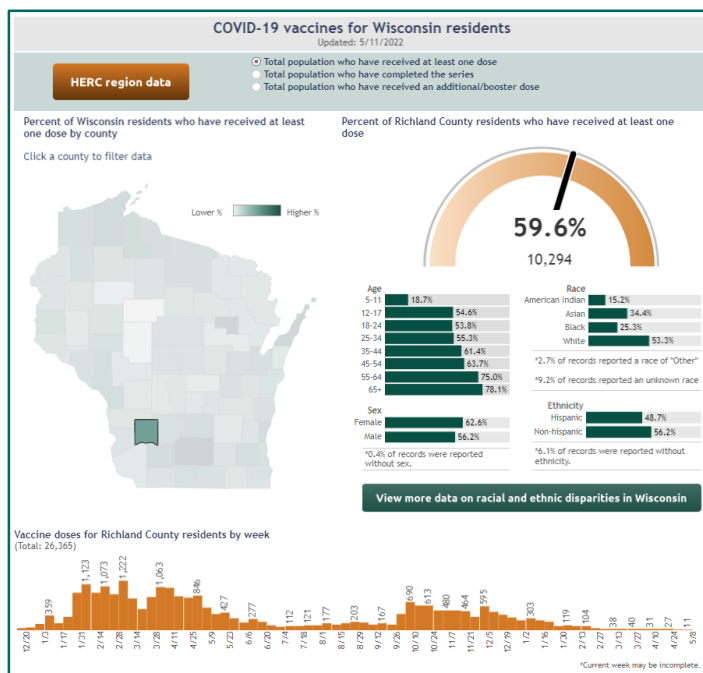 COVID-19 vaccines for Wisconsin residents
Updated: 5/11/2022
HERC region data
Total population who have received at least one dose
Total population who have completed the series
Total population who have received an additional/booster dose
Percent of Wisconsin residents who have received at least
one dose by county
Click a county to filter data
Lower %
Higher %
Percent of Richland County residents who have received at least one
dose
59.6%
10,294
Age
5-11 18.7%
12-17 54.6%
18-24 53.8%
25-34 55.3%
35-44 61.4%
45-54 63.7%
55-64 75.0%
65+ 78.1%
Race
American Indian 15.2%
Asian 34.4%
Black 25.3%
White 53.3%
*2.7% of records reported a race of "Other"
*9.2% of records reported an unknown race
Sex
Female 62.6%
Male 56.2%
*0.4% of records were reported
without sex.
Ethnicity
Hispanic 48.7%
Non-hispanic 56.2%
*6.1% of records were reported without
ethnicity.
View more data on racial and ethnic disparities in Wisconsin
Vaccine doses for Richland County residents by week
(Total: 26,365)
359 1,123 1,073 1,222 1,063 846 427 277 112 121 177 203 167 690 613 480 464 595 303 119 104 38 40 31 27 11
12/20 1/3 1/17 1/31 2/14 2/28 3/14 3/28 4/11 4/25 5/9 5/23 6/6 6/20 7/4 7/18 8/1 8/15 8/29 9/12 9/26 10/10 10/24 11/7 11/21 12/5 12/19 1/2 1/16 1/30 2/13 2/27 3/13 3/27 4/10 4/24 5/8
*Current week may be incomplete.